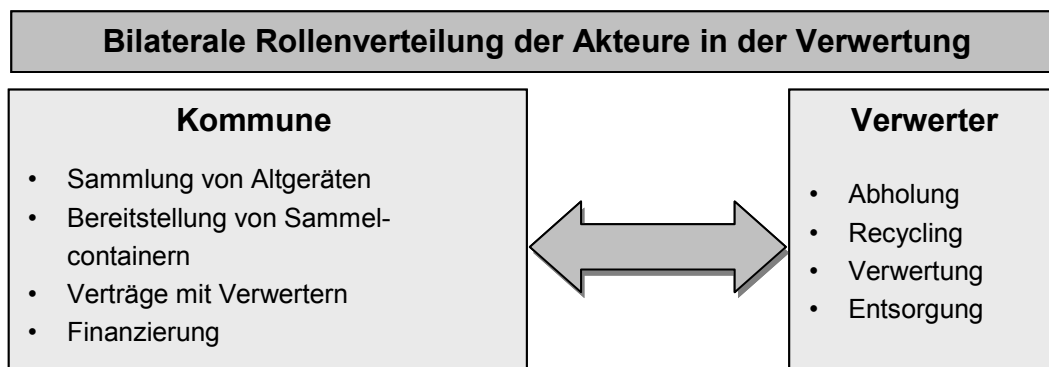 Bilaterale Rollenverteilung der Akteure in der Verwertung
Kommune
• Sammlung von Altgeräten
• Bereitstellung von Sammel-
containern
• Verträge mit Verwertern
• Finanzierung
Verwerter
• Abholung
• Recycling
• Verwertung
• Entsorgung